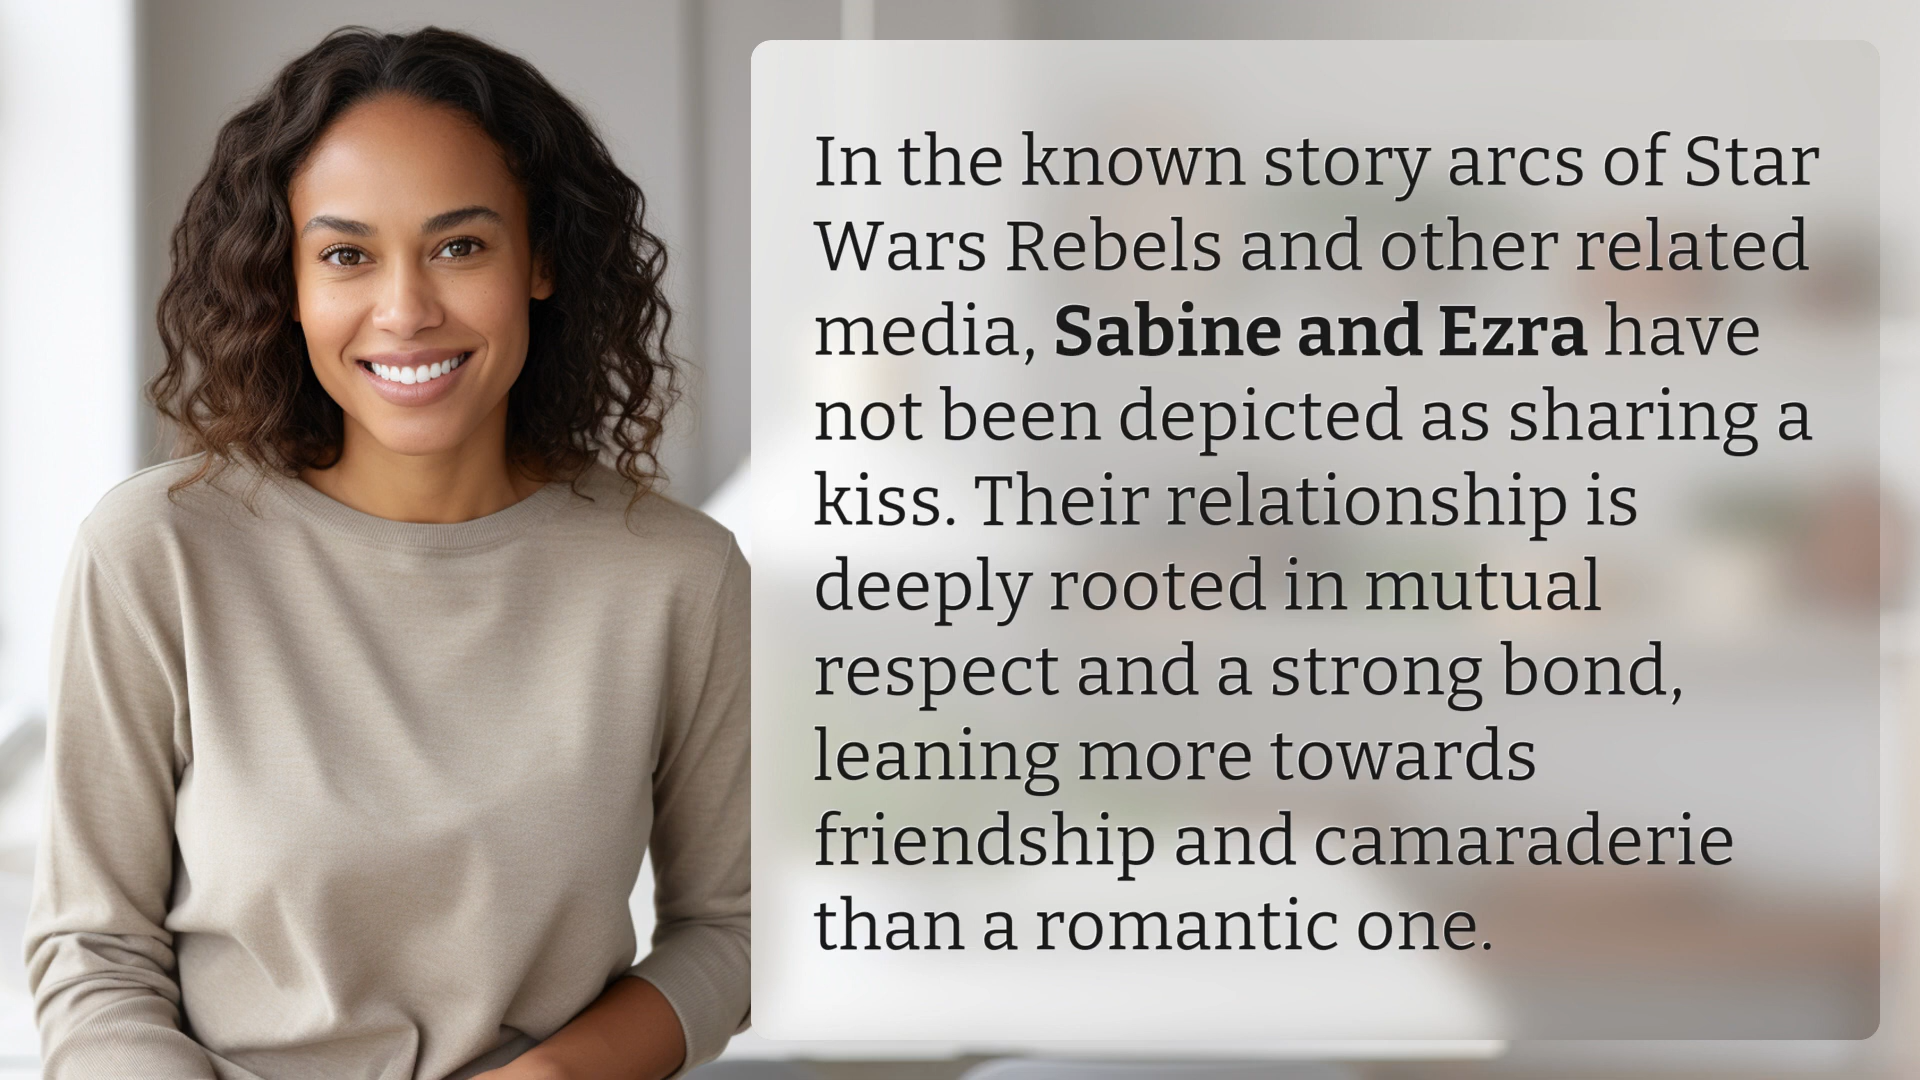 In the known story arcs of Star
Wars Rebels and other related
media, Sabine and Ezra have
not been depicted as sharing a
kiss. Their relationship is
deeply rooted in mutual
respect and a strong bond,
leaning more towards
friendship and camaraderie
than a romantic one.